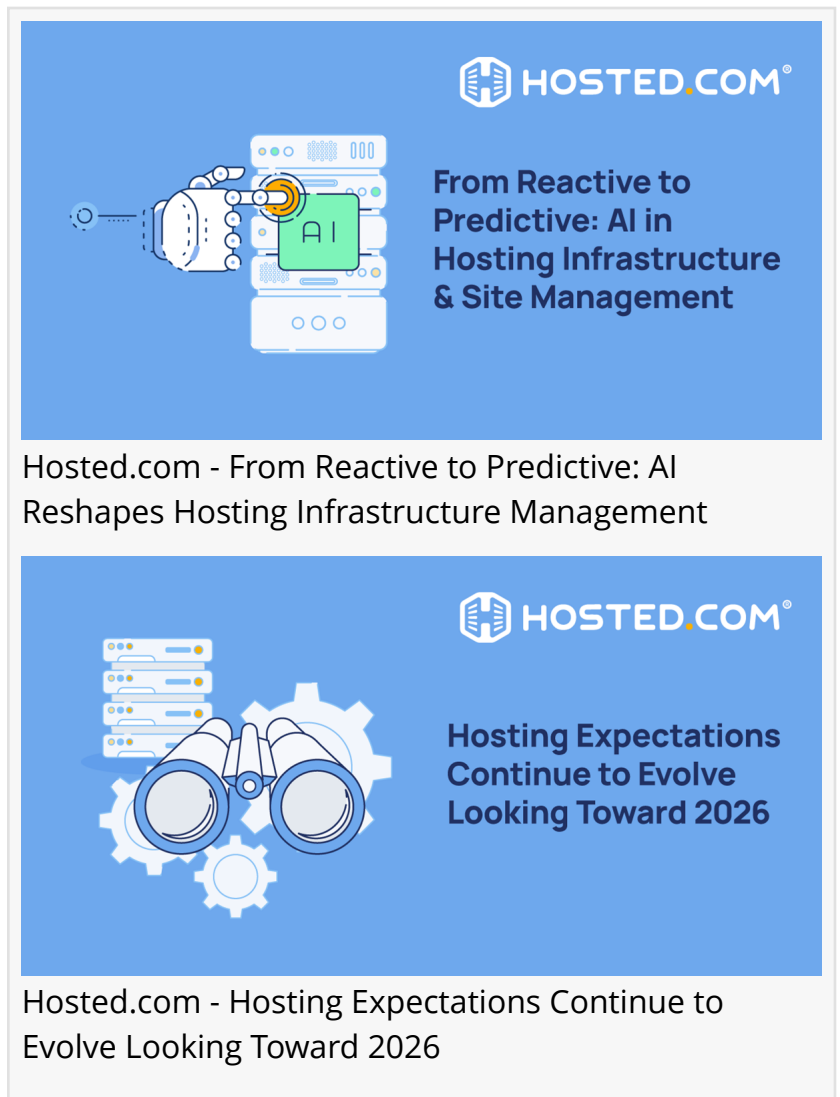 HOSTED.COM®
From Reactive to
Predictive: AI in
Hosting Infrastructure
& Site Management
AI
Hosted.com - From Reactive to Predictive: AI
Reshapes Hosting Infrastructure Management
HOSTED.COM®
Hosting Expectations
Continue to Evolve
Looking Toward 2026
Hosted.com - Hosting Expectations Continue to
Evolve Looking Toward 2026